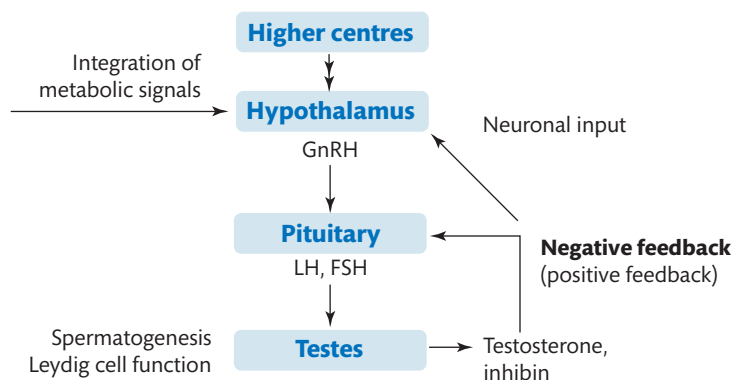 Higher centres
Integration of
metabolic signals
Hypothalamus
Neuronal input
GnRH
Pituitary
Negative feedback
(positive feedback)
LH, FSH
Spermatogenesis
Leydig cell function
Testes
Testosterone,
inhibin